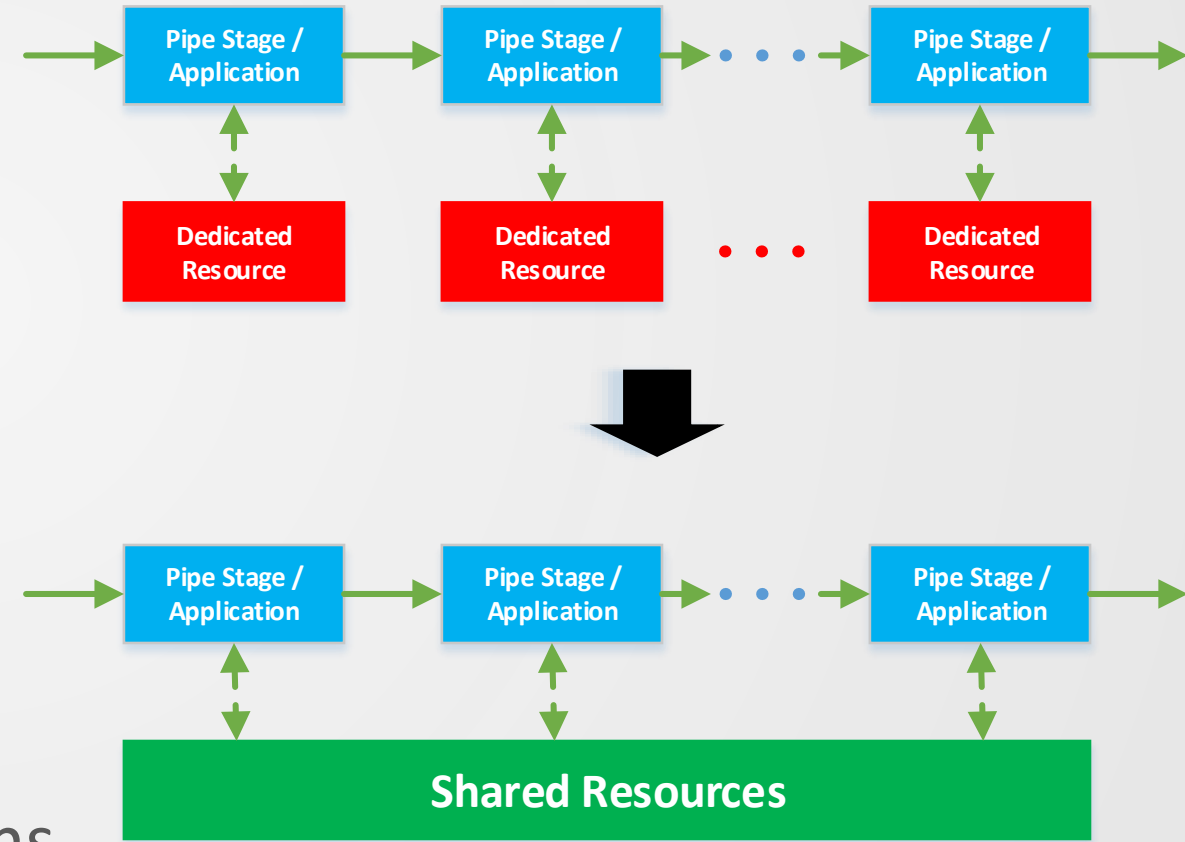 Pipe Stage /
Application
Pipe Stage /
Application
Pipe Stage /
Application
Dedicated
Resource
Dedicated
Resource
Dedicated
Resource
Pipe Stage /
Application
Pipe Stage /
Application
Pipe Stage /
Application
Shared Resources